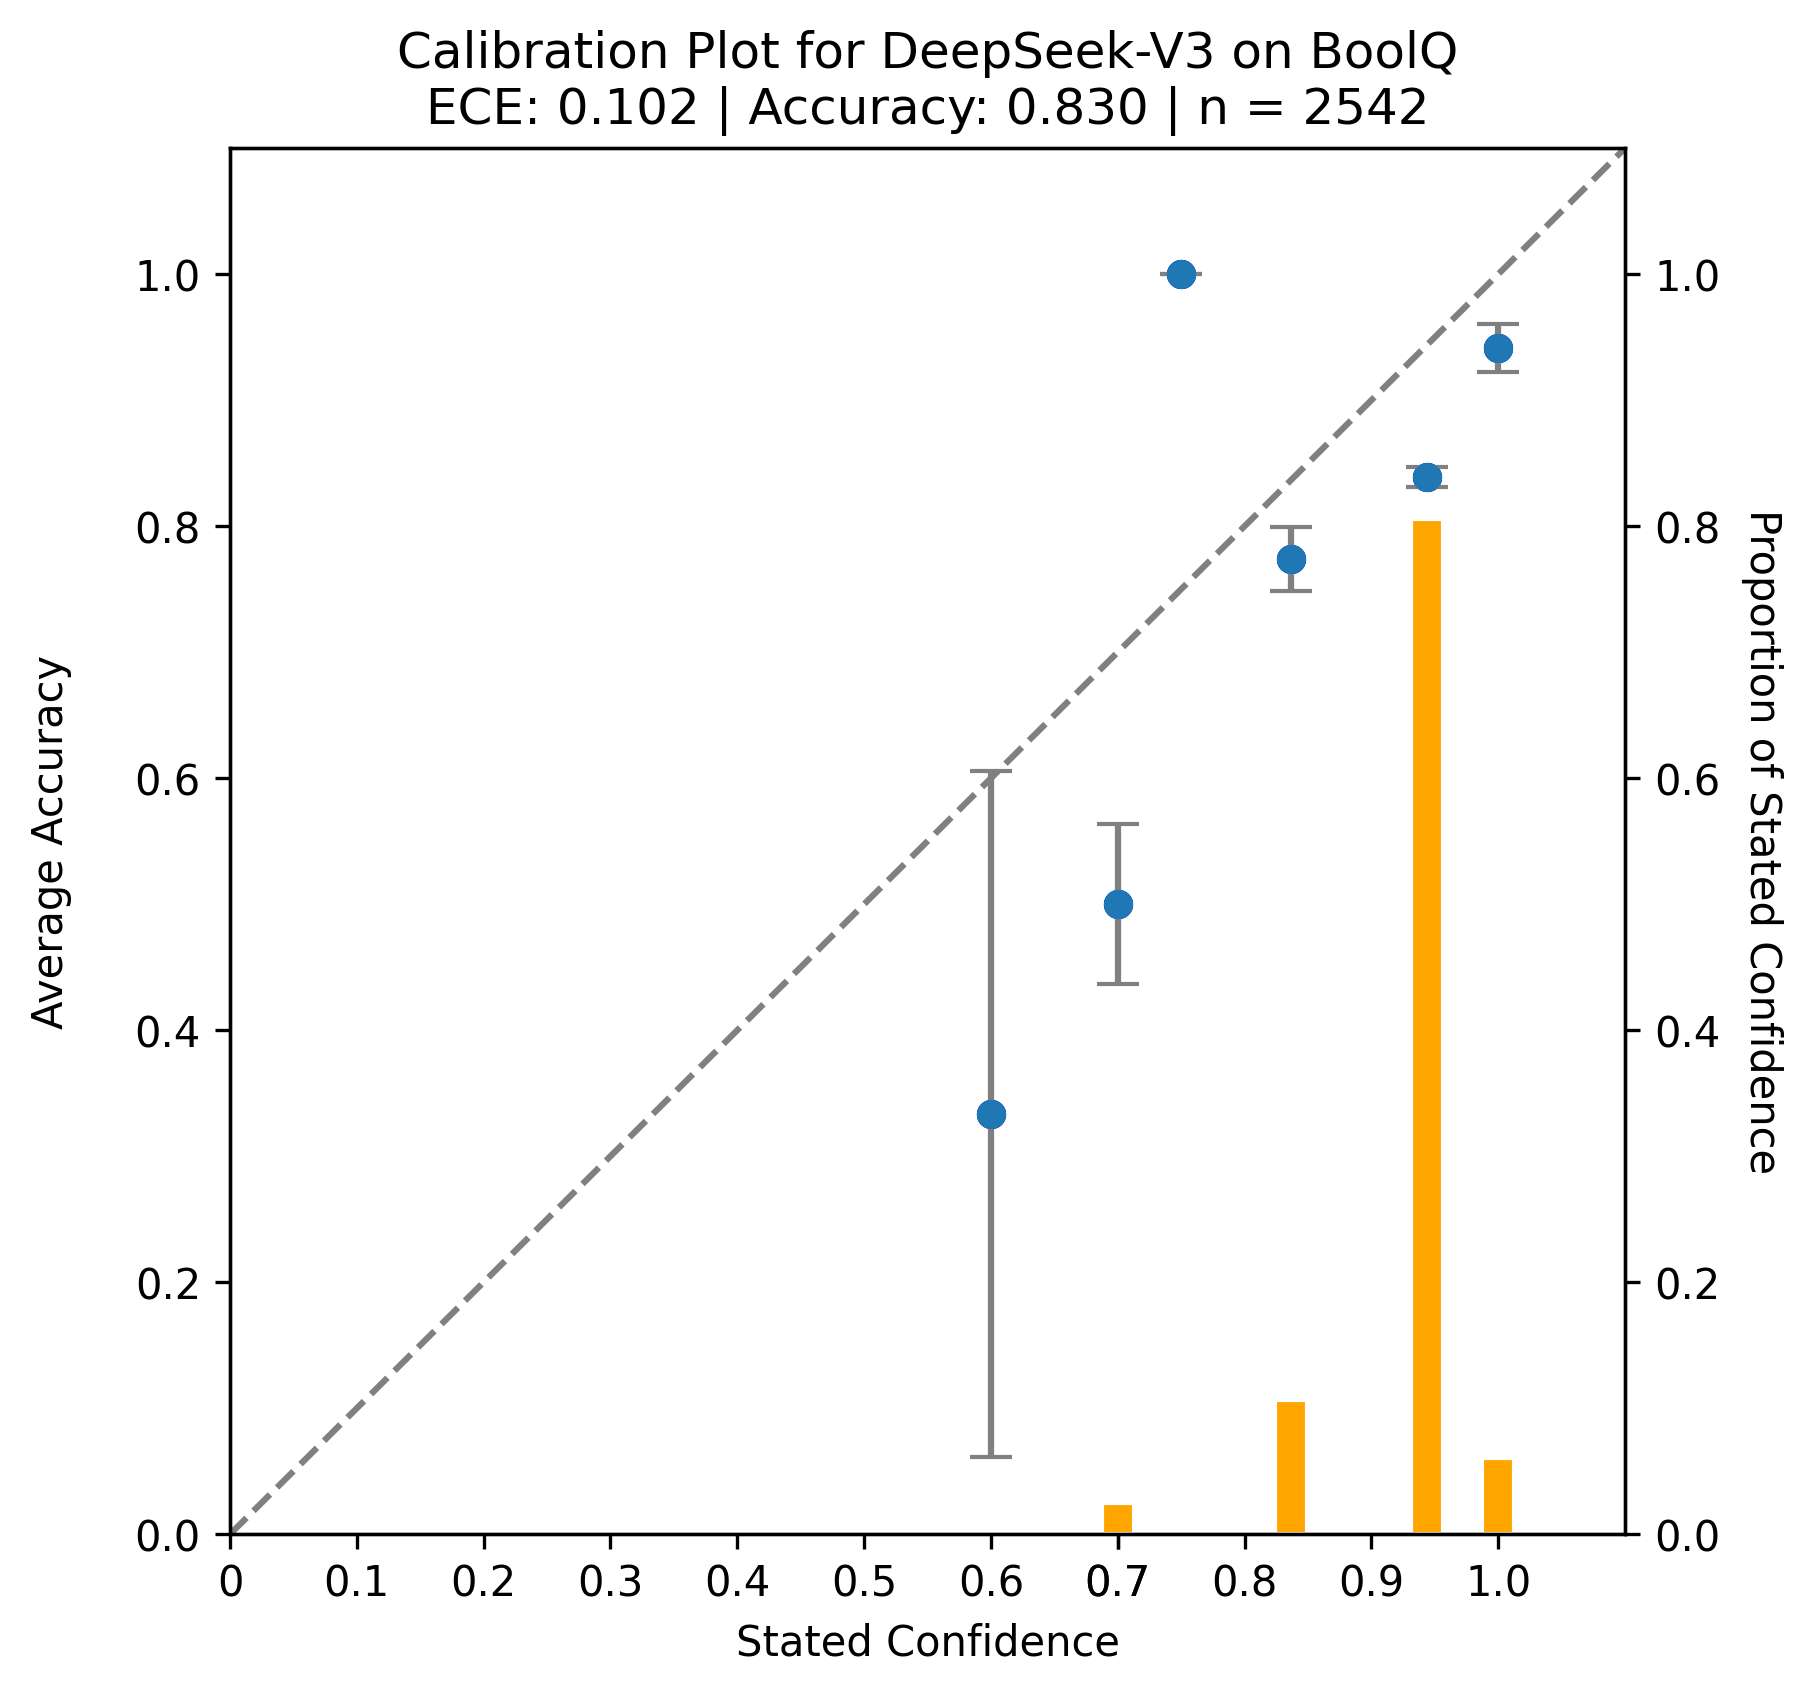 Calibration Plot for DeepSeek-V3 on BoolQ
ECE: 0.102 | Accuracy: 0.830 | n = 2542
Average Accuracy
1.0
0.8
0.6
0.4
0.2
0.0
0 0.1 0.2 0.3 0.4 0.5 0.6 0.7 0.8 0.9 1.0
Stated Confidence
1.0
0.8
0.6
0.4
0.2
0.0
Proportion of Stated Confidence